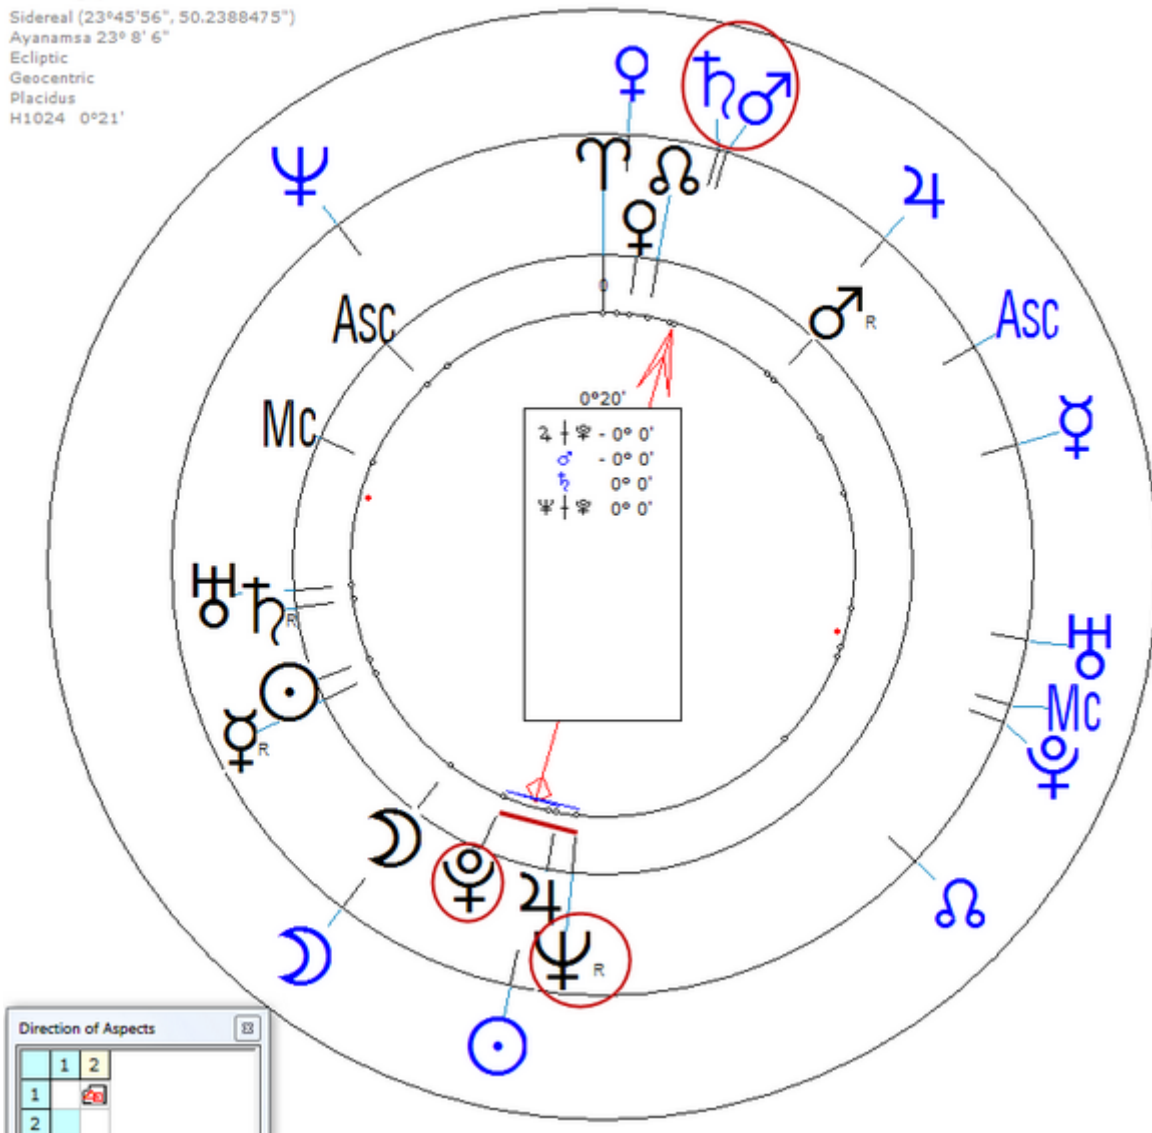 Sidereal (23°45'56", 50.2388475")
Ayanamsa 23° 8' 6"
Ecliptic
Geocentric
Placidus
H1024 0°21'
♀ ♄♂
♆ ♈ ☊ ♃
♀
0
Asc ♂ R Asc
0°20'
Mc ☿
♃ ┼ ♆ - 0° 0'
♂ - 0° 0'
♄ 0° 0'
♆ ┼ ♆ 0° 0'
♅ ♄ R ♅
☉ Mc
☿ R ♇
☽ ♇ ♃ ☊
☽ ♆ R
☉
Direction of Aspects
1 2
1
2